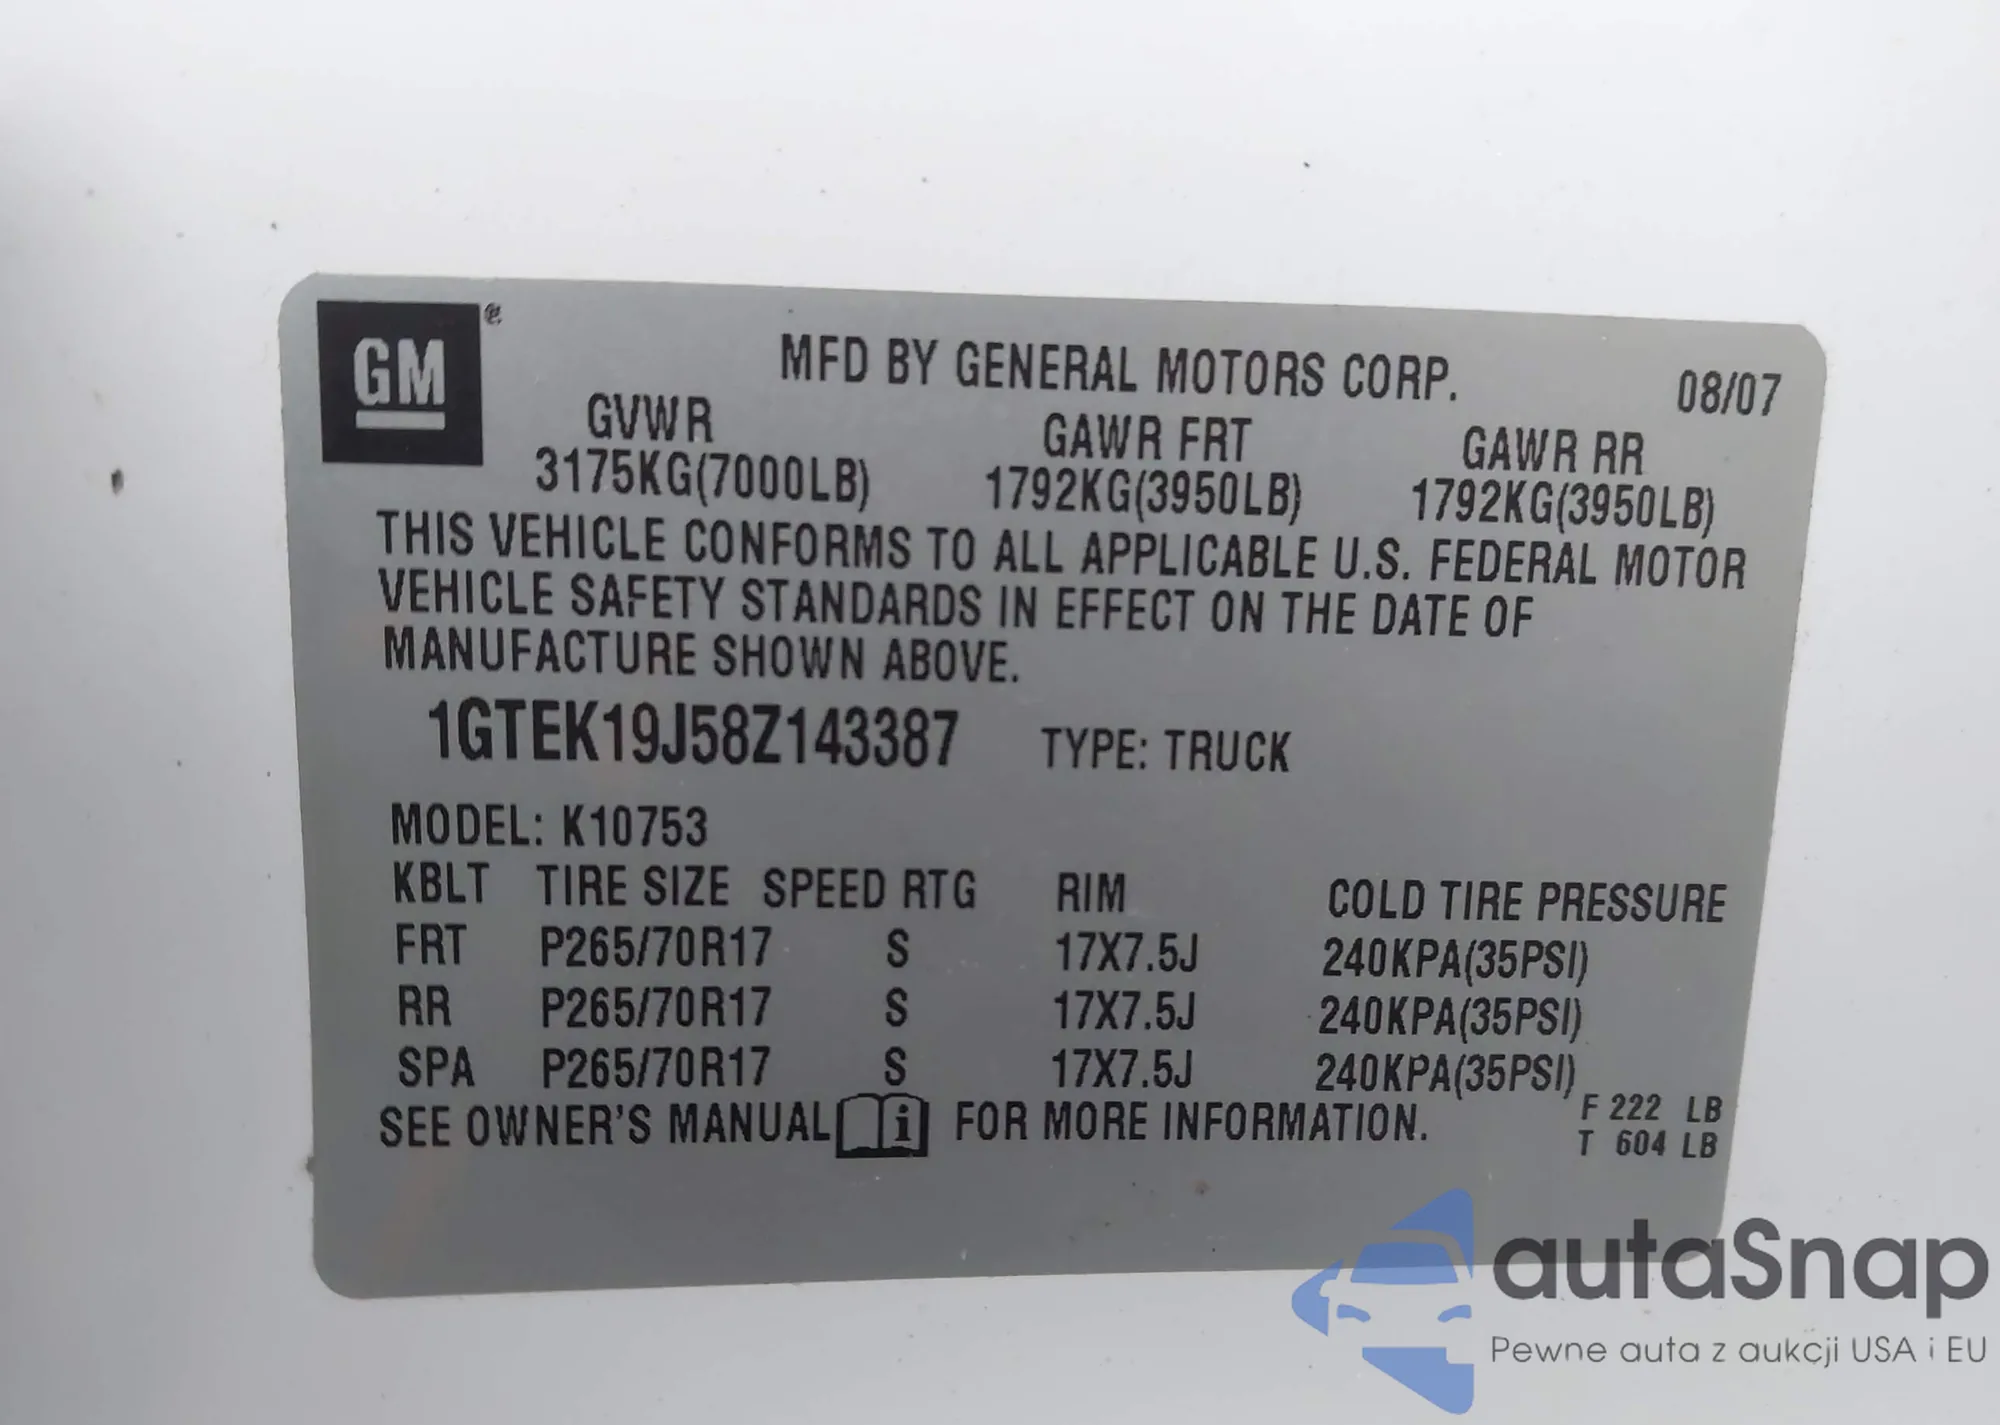 GM®
MFD BY GENERAL MOTORS CORP. 08/07
GVWR GAWR FRT GAWR RR
3175KG(7000LB) 1792KG(3950LB) 1792KG(3950LB)
THIS VEHICLE CONFORMS TO ALL APPLICABLE U.S. FEDERAL MOTOR
VEHICLE SAFETY STANDARDS IN EFFECT ON THE DATE OF
MANUFACTURE SHOWN ABOVE.
1GTEK19J58Z143387 TYPE: TRUCK
MODEL: K10753
KBLT TIRE SIZE SPEED RTG RIM COLD TIRE PRESSURE
FRT P265/70R17 S 17X7.5J 240KPA(35PSI)
RR P265/70R17 S 17X7.5J 240KPA(35PSI)
SPA P265/70R17 S 17X7.5J 240KPA(35PSI)
SEE OWNER'S MANUAL i FOR MORE INFORMATION.
F 222 LB
T 604 LB
autaSnap
Pewne auta z aukcji USA i EU